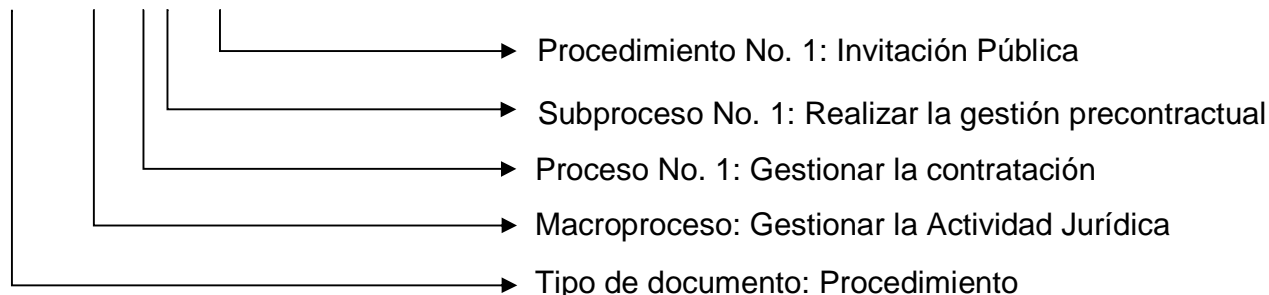 Procedimiento No. 1: Invitación Pública
Subproceso No. 1: Realizar la gestión precontractual
Proceso No. 1: Gestionar la contratación
Macroproceso: Gestionar la Actividad Jurídica
Tipo de documento: Procedimiento